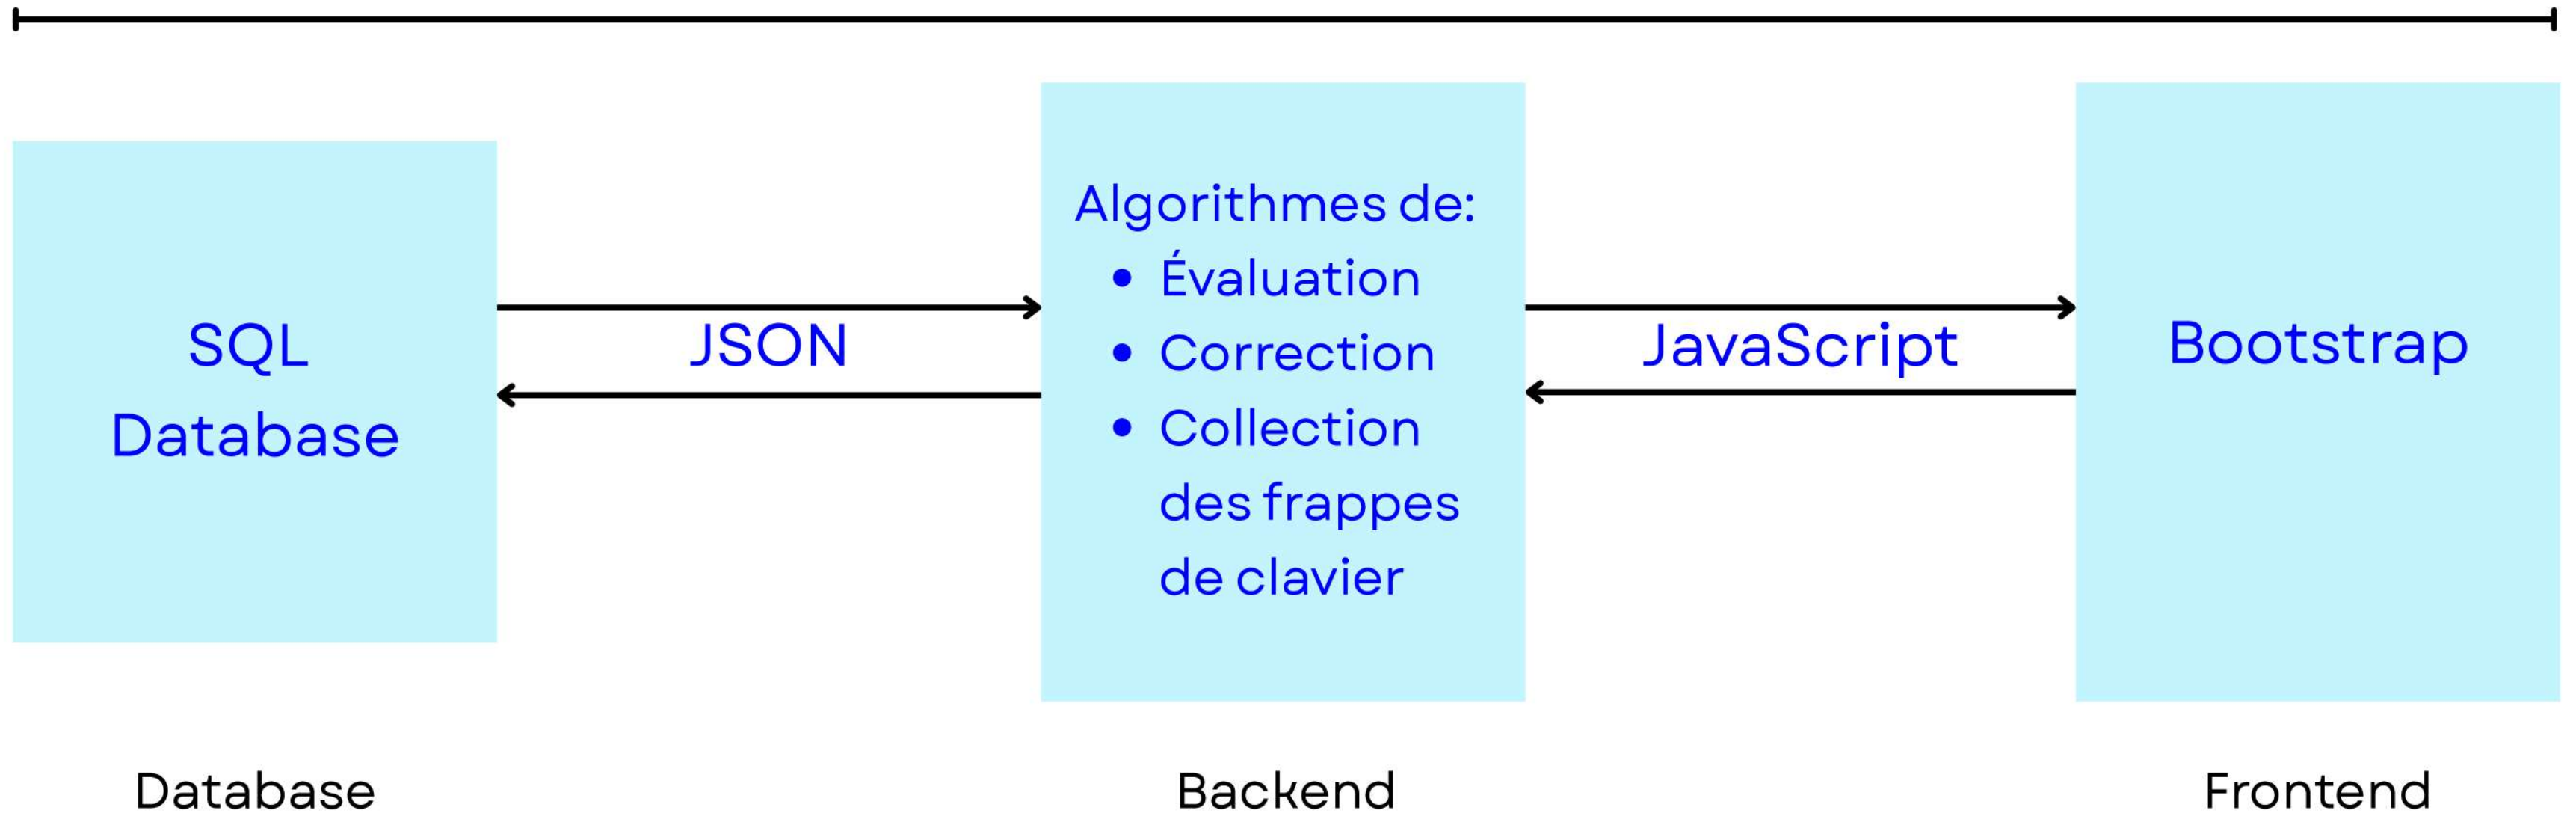 SQL
Database
JSON
Algorithmes de:
• Évaluation
• Correction
• Collection
des frappes
de clavier
JavaScript
Bootstrap
Database
Backend
Frontend